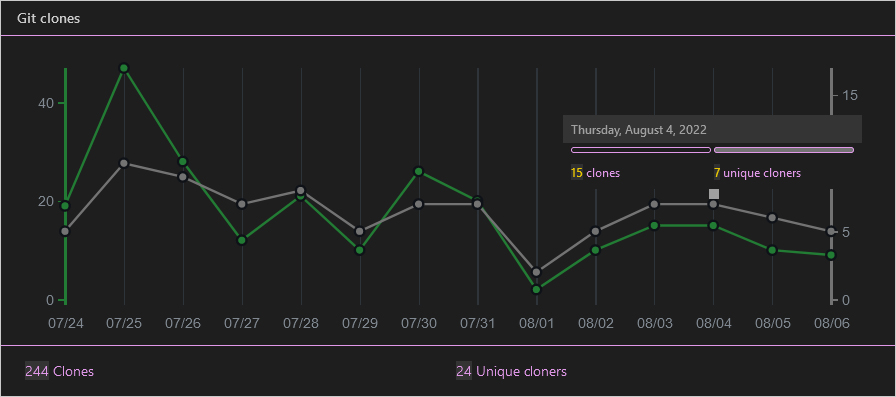 Git clones
40
20
0
15
5
0
Thursday, August 4, 2022
15 clones
7 unique cloners
07/24 07/25 07/26 07/27 07/28 07/29 07/30 07/31 08/01 08/02 08/03 08/04 08/05 08/06
244 Clones
24 Unique cloners